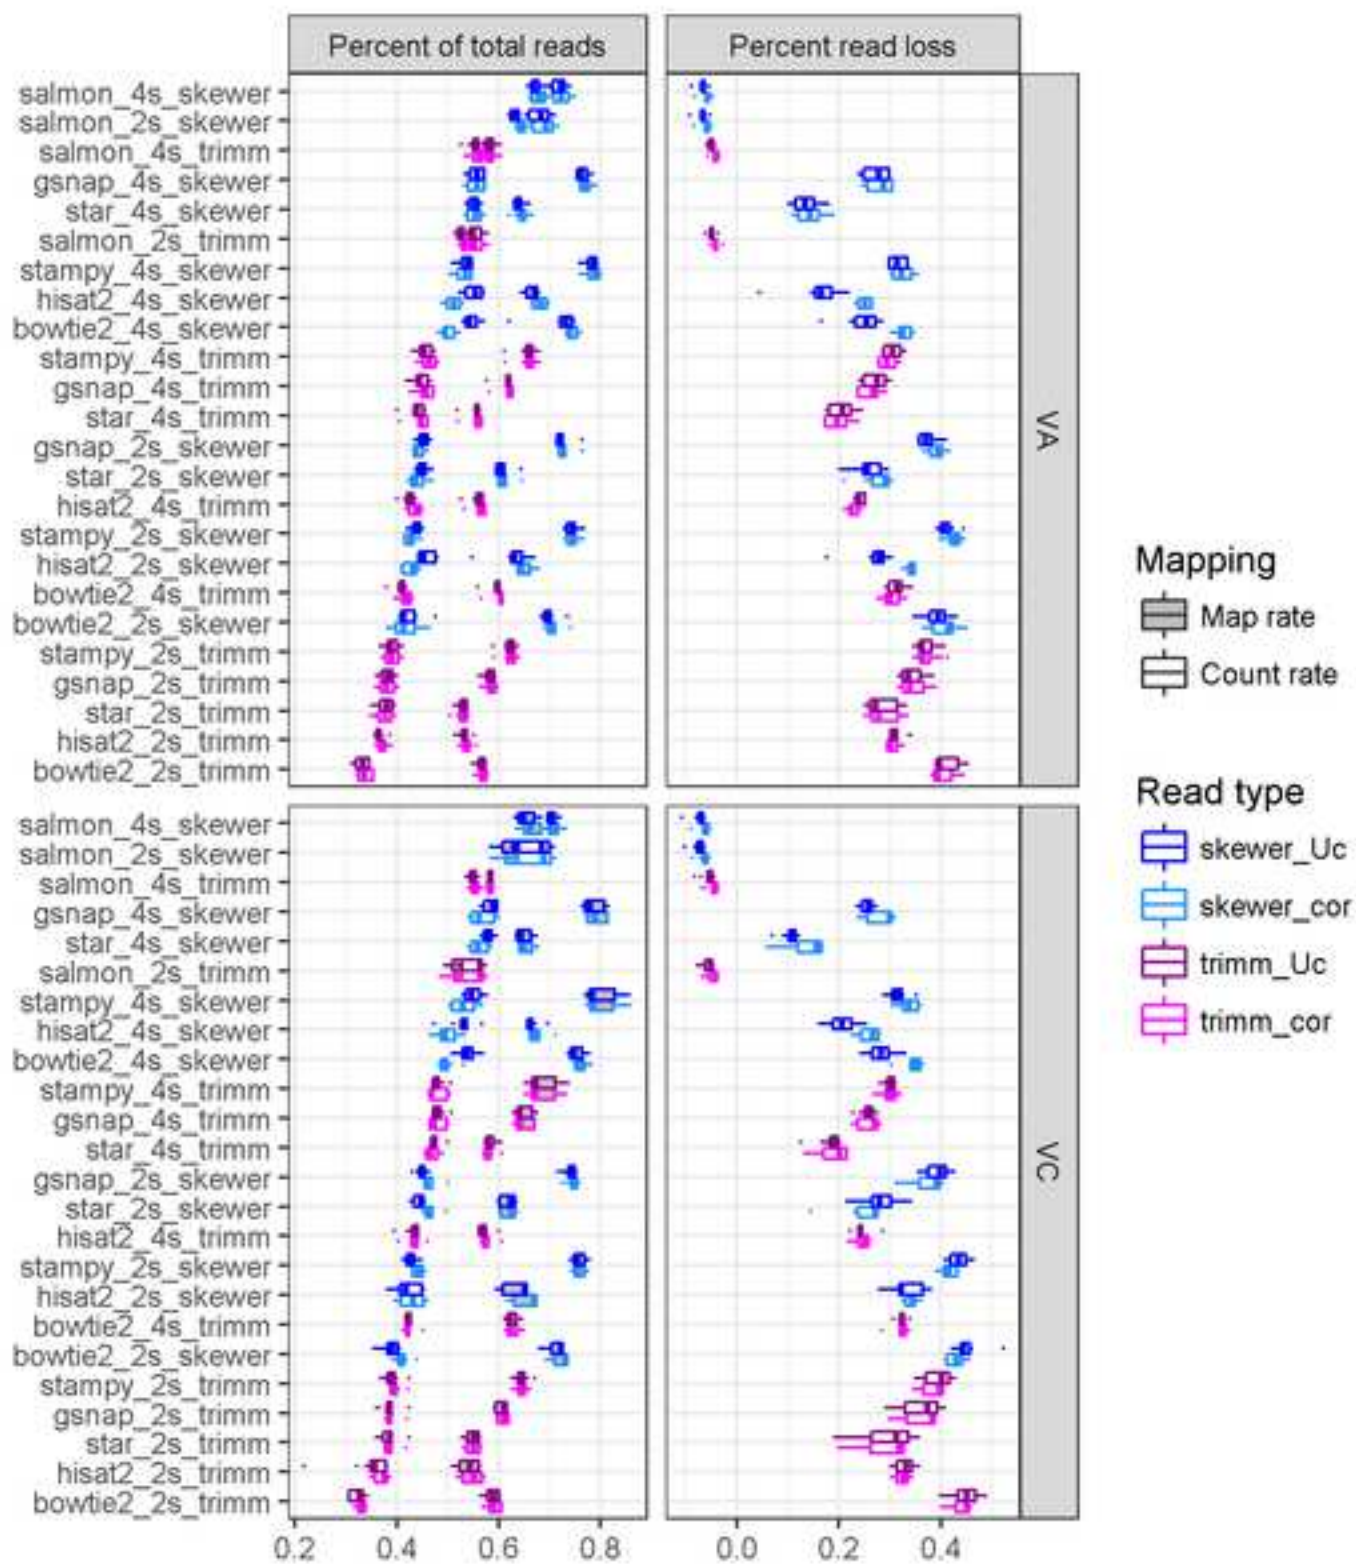 Percent of total reads
Percent read loss
salmon_4s_skewer
salmon_2s_skewer
salmon_4s_trimm
gsnap_4s_skewer
star_4s_skewer
salmon_2s_trimm
stampy_4s_skewer
hisat2_4s_skewer
bowtie2_4s_skewer
stampy_4s_trimm
gsnap_4s_trimm
star_4s_trimm
gsnap_2s_skewer
star_2s_skewer
hisat2_4s_trimm
stampy_2s_skewer
hisat2_2s_skewer
bowtie2_4s_trimm
bowtie2_2s_skewer
stampy_2s_trimm
gsnap_2s_trimm
star_2s_trimm
hisat2_2s_trimm
bowtie2_2s_trimm
VA
salmon_4s_skewer
salmon_2s_skewer
salmon_4s_trimm
gsnap_4s_skewer
star_4s_skewer
salmon_2s_trimm
stampy_4s_skewer
hisat2_4s_skewer
bowtie2_4s_skewer
stampy_4s_trimm
gsnap_4s_trimm
star_4s_trimm
gsnap_2s_skewer
star_2s_skewer
hisat2_4s_trimm
stampy_2s_skewer
hisat2_2s_skewer
bowtie2_4s_trimm
bowtie2_2s_skewer
stampy_2s_trimm
gsnap_2s_trimm
star_2s_trimm
hisat2_2s_trimm
bowtie2_2s_trimm
VC
0.2 0.4 0.6 0.8
0.0 0.2 0.4
Mapping
Map rate
Count rate
Read type
skewer_Uc
skewer_cor
trimm_Uc
trimm_cor